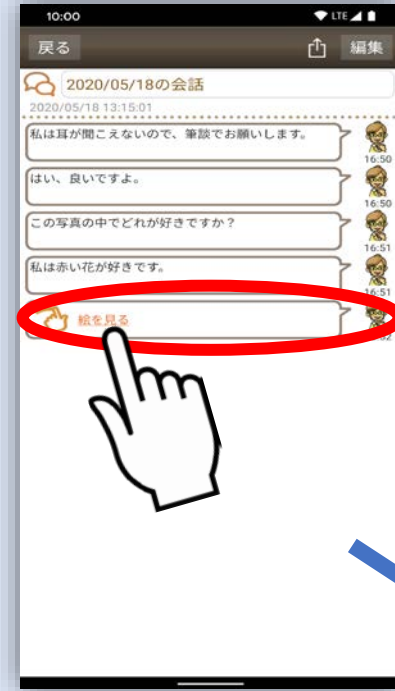 10:00
LTE
戻る
編集
2020/05/18の会話
2020/05/18 13:15:01
私は耳が聞こえないので、筆談でお願いします。
16:50
はい、良いですよ。
16:50
この写真の中でどれが好きですか？
16:51
私は赤い花が好きです。
16:51
絵を見る